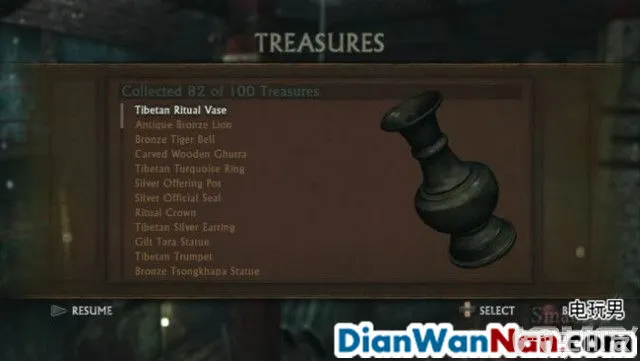 TREASURES
Collected 82 of 100 Treasures
Tibetan Ritual Vase
Antique Bronze Lion
Bronze Tiger Bell
Carved Wooden Ghurra
Tibetan Turquoise Ring
Silver Offering Pot
Silver Official Seal
Ritual Crown
Tibetan Silver Earring
Gilt Tara Statue
Tibetan Trumpet
Bronze Tsongkhapa Statue
RESUME
SELECT
电玩男
DianWanNan.com